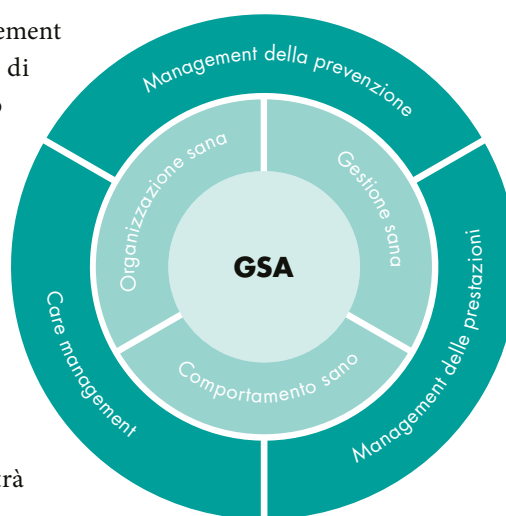 ement
di
Management della prevenzione
Organizzazione sana
Gestione sana
GSA
Comportamento sano
Care management
Management delle prestazioni
rà